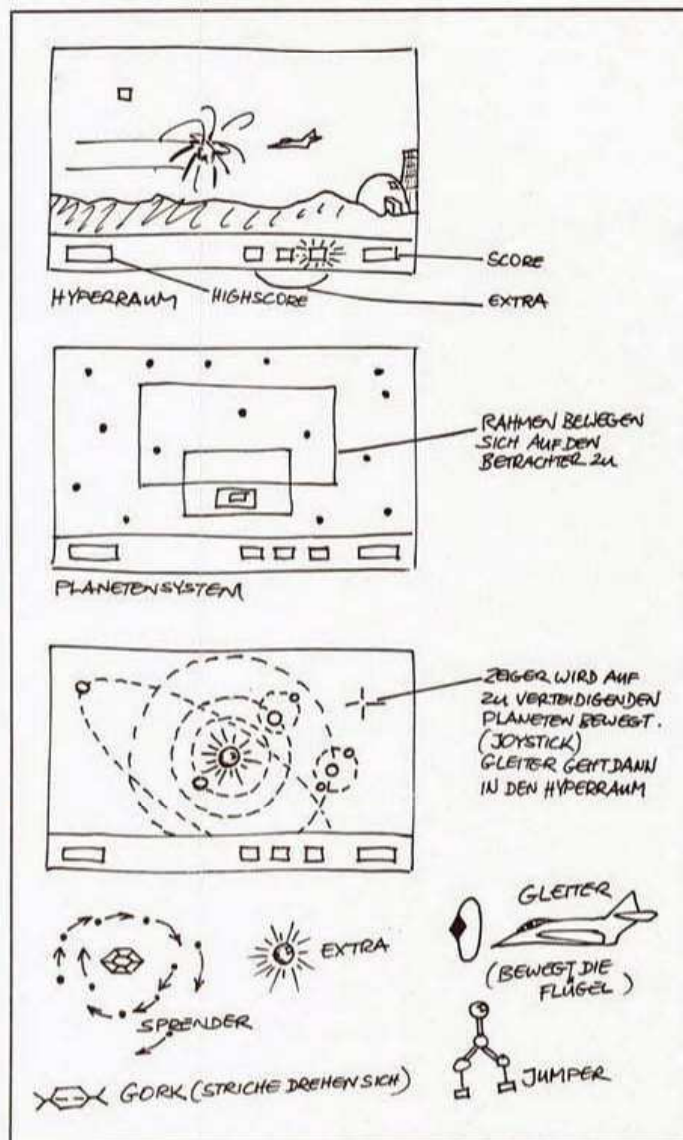 SCORE
HYPERRAUM
HIGHSCORE
EXTRA
RAHMEN BEWEGEN
SICH AUF DEN
BETRACHTER ZU
PLANETENSYSTEM
ZEIGER WIRD AUF
ZU VERTEIDIGENDEN
PLANETEN BEWEGT.
(JOYSTICK)
GLEITER GEHT DANN
IN DEN HYPERRAUM
GLEITER
(BEWEGT DIE
FLÜGEL)
EXTRA
SPRENDER
JUMPER
GORK (STRICHE DREHEN SICH)